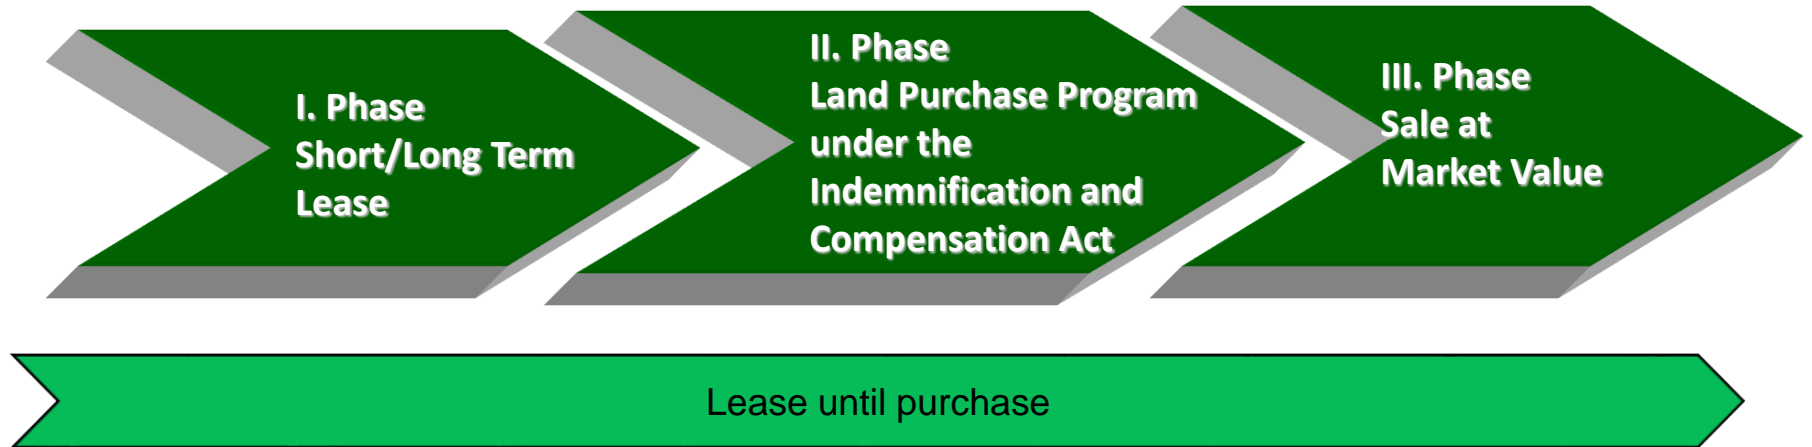 I. Phase
Short/Long Term
Lease
II. Phase
Land Purchase Program
under the
Indemnification and
Compensation Act
III. Phase
Sale at
Market Value
Lease until purchase